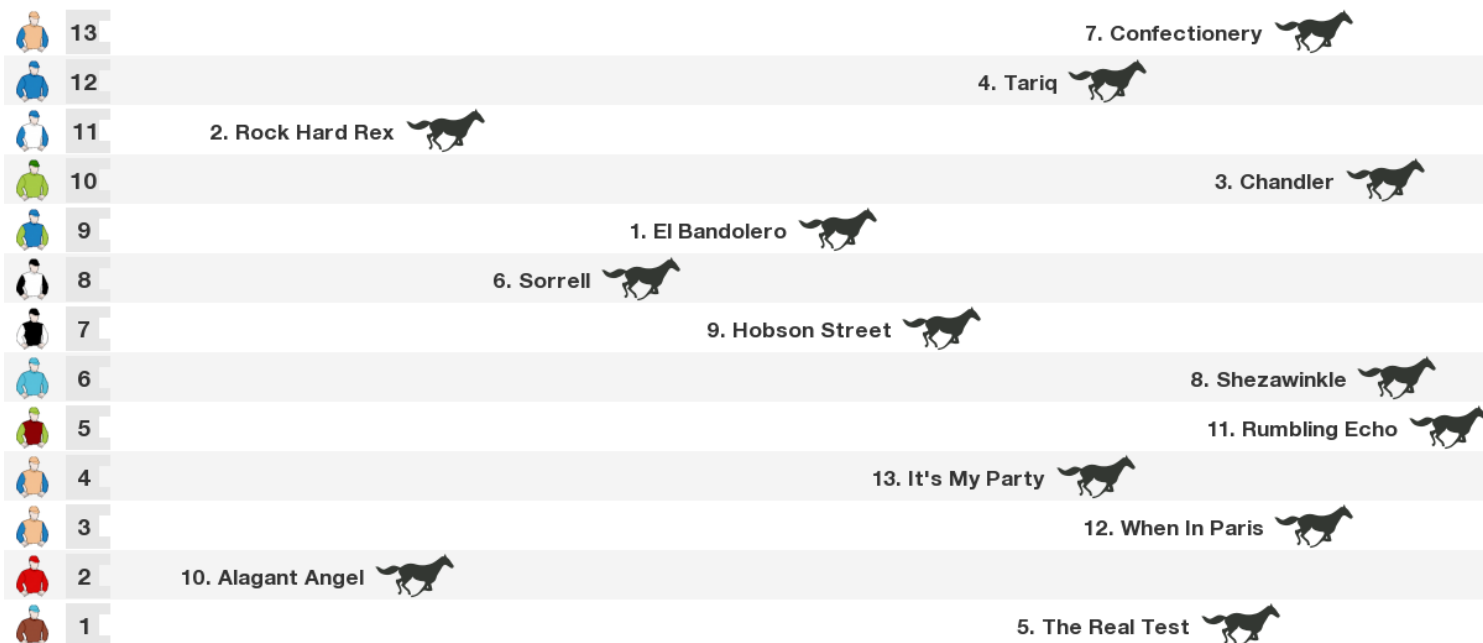 13 7. Confectionery
12 4. Tariq
11 2. Rock Hard Rex
10 3. Chandler
9 1. El Bandolero
8 6. Sorrell
7 9. Hobson Street
6 8. Shezawinkle
5 11. Rumbling Echo
4 13. It's My Party
3 12. When In Paris
2 10. Alagant Angel
1 5. The Real Test